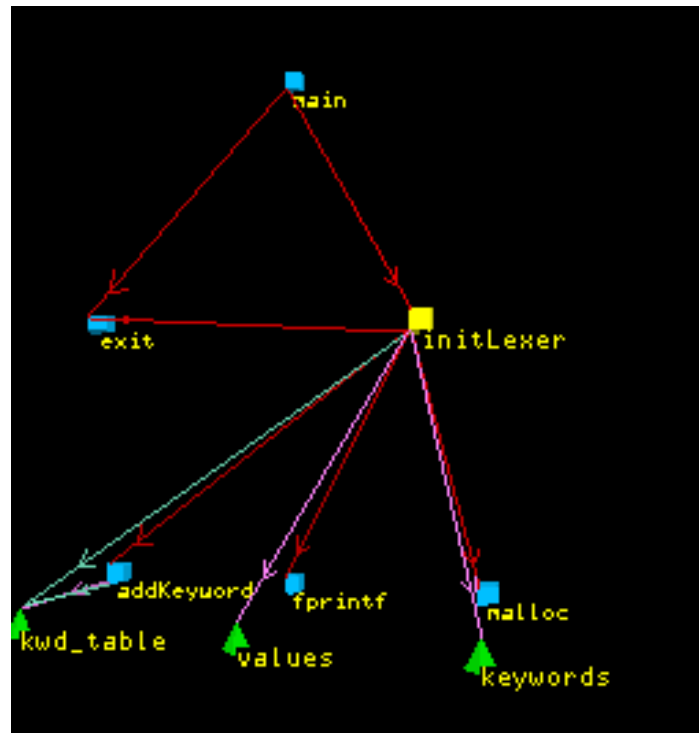 main
exit
initLexer
addKeyword
fprintf
malloc
kwd_table
values
keywords